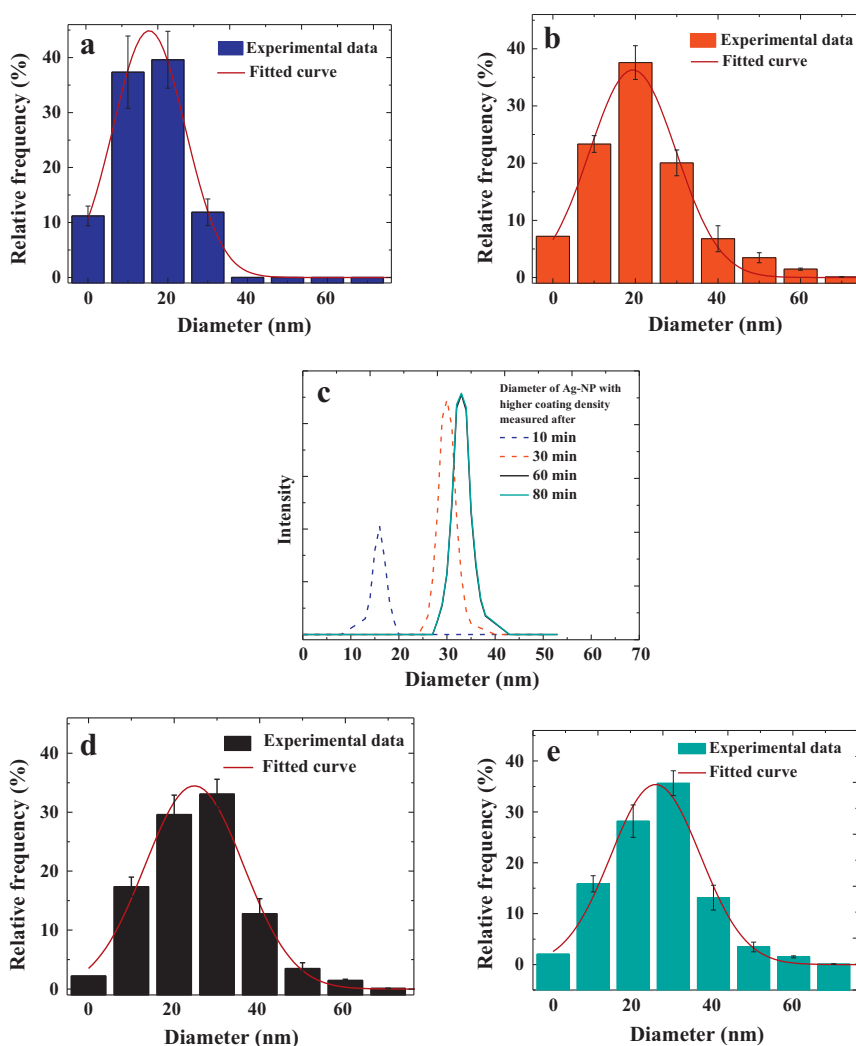 a
Experimental data
Fitted curve
Relative frequency (%)
40
30
20
10
0
0 20 40 60
Diameter (nm)
b
Experimental data
Fitted curve
Relative frequency (%)
40
30
20
10
0
0 20 40 60
Diameter (nm)
c
Diameter of Ag-NP with
higher coating density
measured after
10 min
30 min
60 min
80 min
Intensity
0 10 20 30 40 50 60 70
Diameter (nm)
d
Experimental data
Fitted curve
Relative frequency (%)
40
30
20
10
0
0 20 40 60
Diameter (nm)
e
Experimental data
Fitted curve
Relative frequency (%)
40
30
20
10
0
0 20 40 60
Diameter (nm)